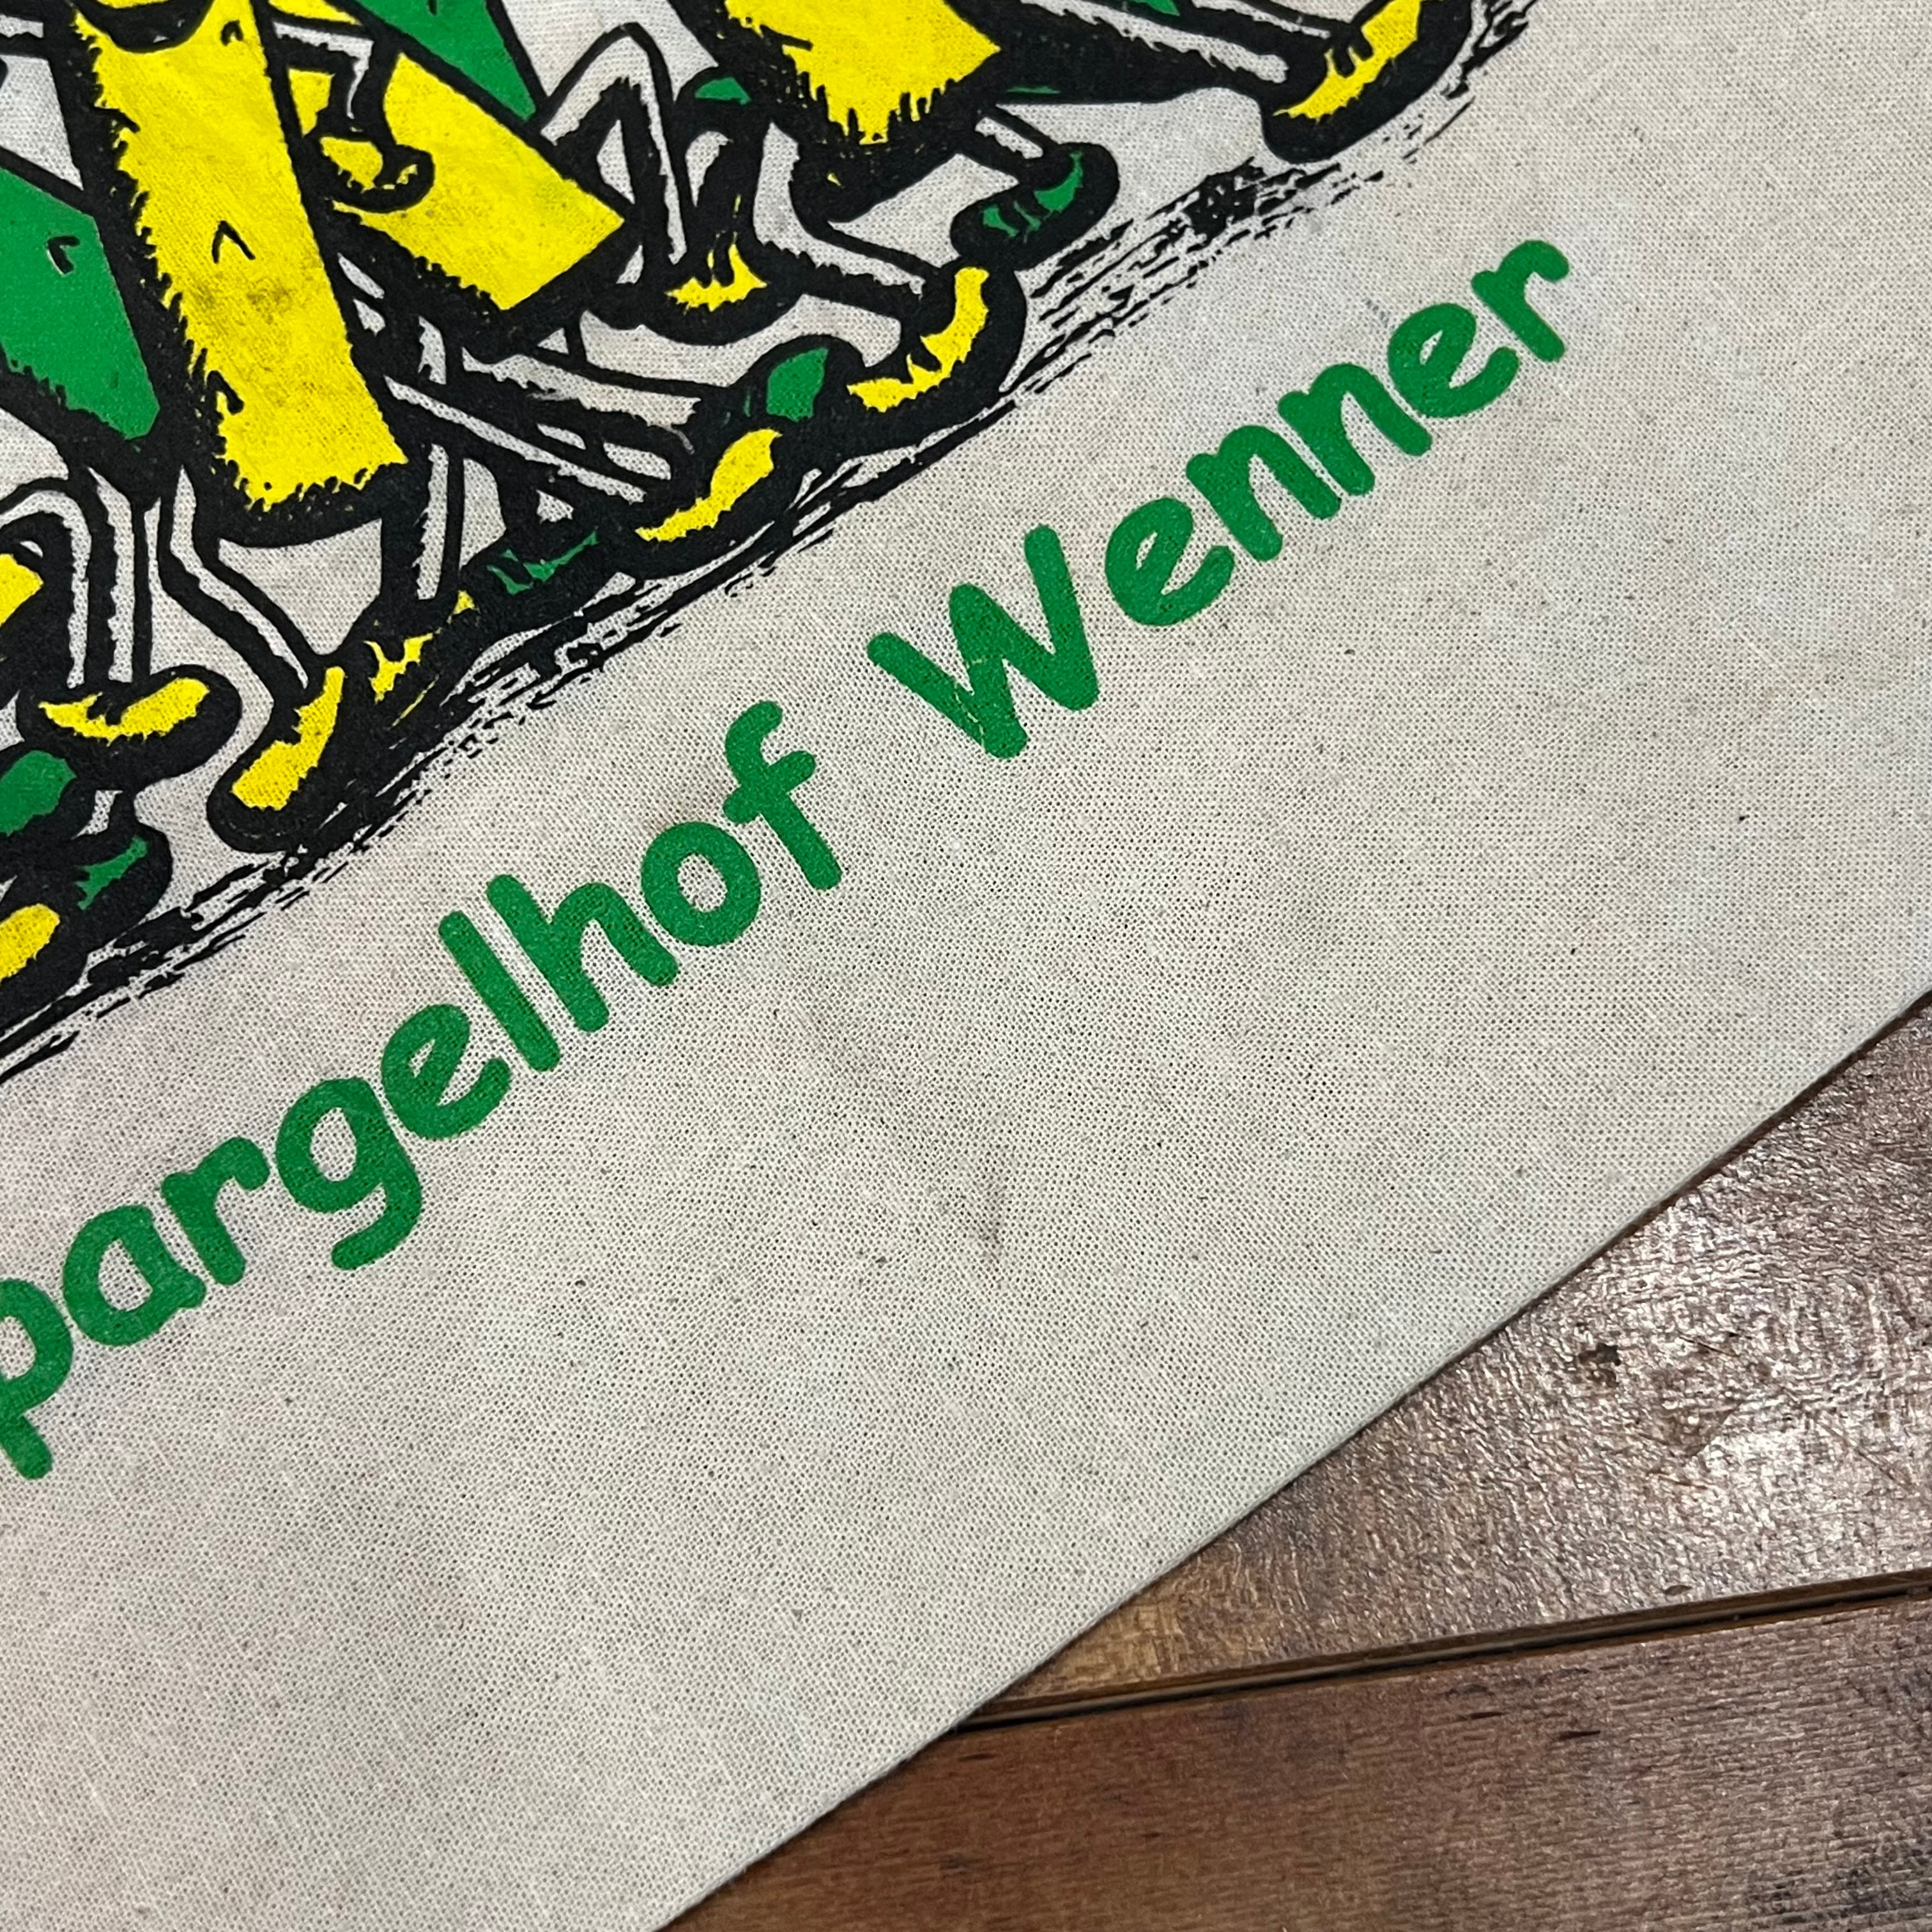 pargelhof Wenner